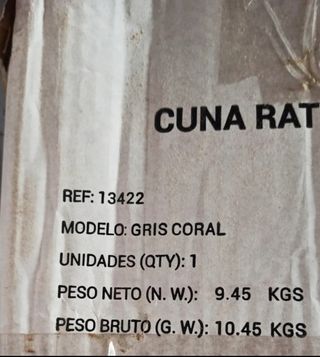 CUNA RAT
REF: 13422
MODELO: GRIS CORAL
UNIDADES (QTY): 1
PESO NETO (N. W.): 9.45 KGS
PESO BRUTO (G. W.): 10.45 KGS